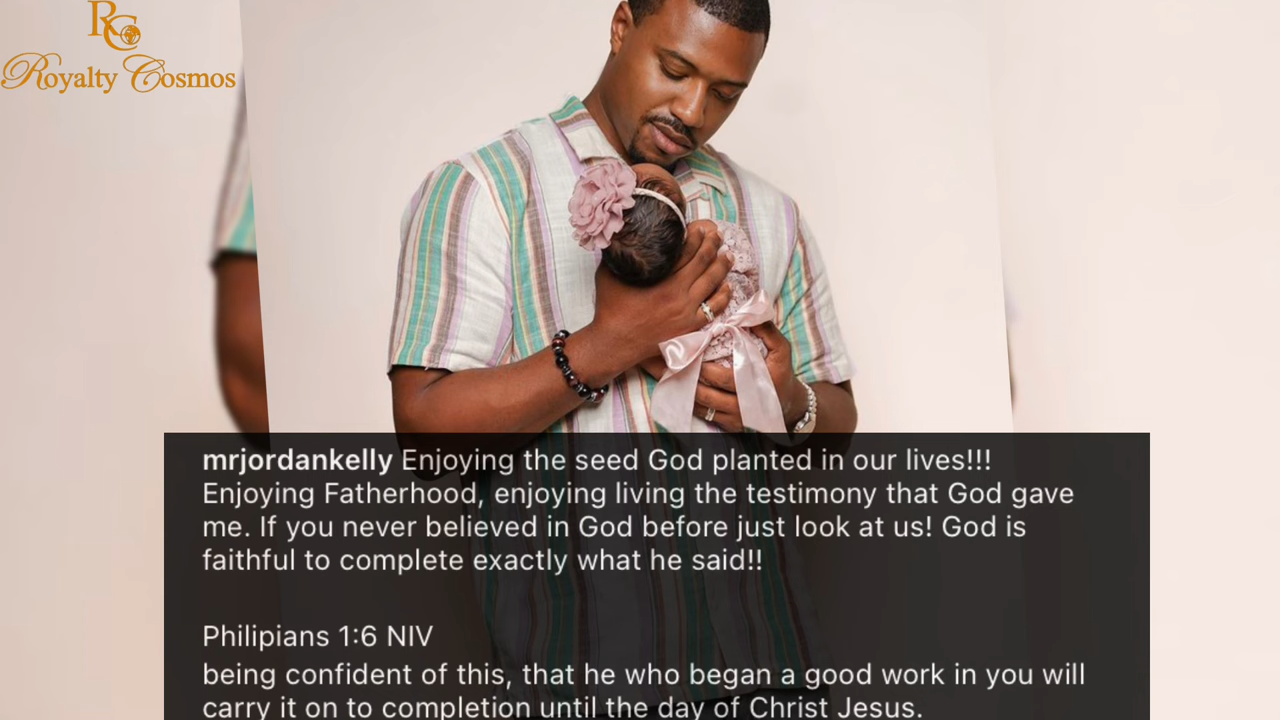 RC
Royalty Cosmos
mrjordankelly Enjoying the seed God planted in our lives!!!
Enjoying Fatherhood, enjoying living the testimony that God gave
me. If you never believed in God before just look at us! God is
faithful to complete exactly what he said!!
Philipians 1:6 NIV
being confident of this, that he who began a good work in you will
carry it on to completion until the day of Christ Jesus.